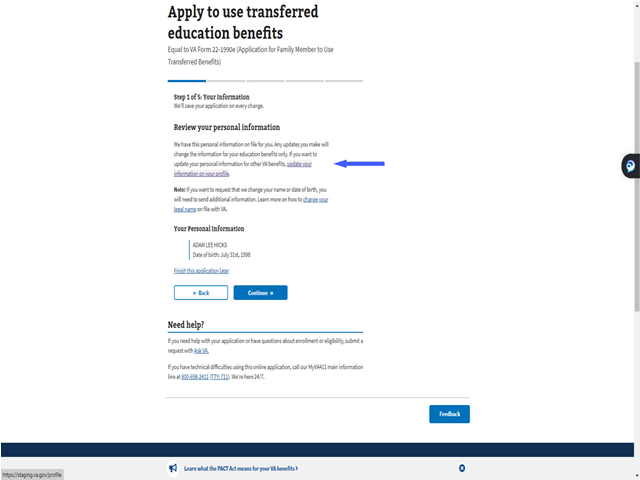 Apply to use transferred
education benefits
Equal to VA Form 22-1990e (Application for Family Member to Use
Transferred Benefits)
Step 1 of 5: Your Information
We'll save your application on every change.
Review your personal information
We have this personal information on file for you. Any updates you make will
change the information for your education benefits only. If you want to
update your personal information for other VA benefits, update your
information on your profile.
Note: If you want to request that we change your name or date of birth, you
will need to send additional information. Learn more on how to change your
legal name on file with VA.
Your Personal Information
ADAM LEE HICKS
Date of birth: July 31st, 1998
Finish this application later
« Back
Continue »
Need help?
If you need help with your application or have questions about enrollment or eligibility, submit a
request with Ask VA.
If you have technical difficulties using this online application, call our MyVA411 main information
line at 800-698-2411 (TTY: 711). We're here 24/7.
Feedback
Learn what the PACT Act means for your VA benefits >
https://staging.va.gov/profile